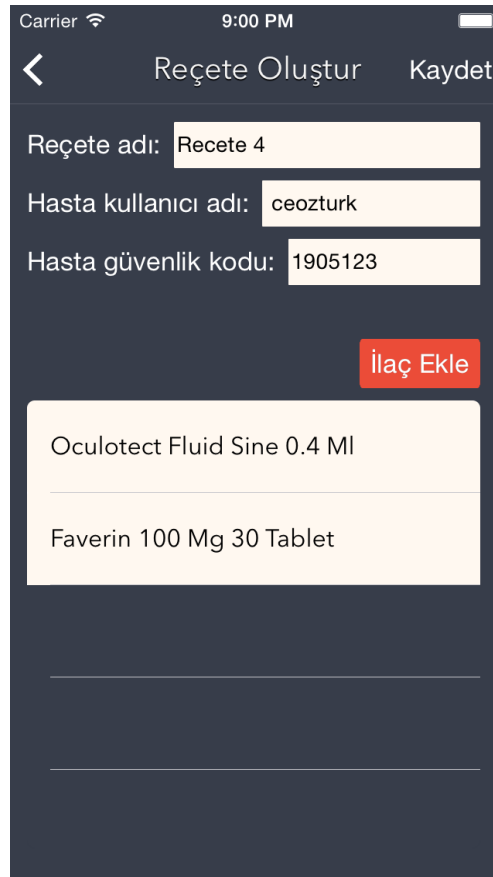 Carrier 9:00 PM
Reçete Oluştur Kaydet
Reçete adı: Recete 4
Hasta kullanıcı adı: ceozturk
Hasta güvenlik kodu: 1905123
İlaç Ekle
Oculotect Fluid Sine 0.4 Ml
Faverin 100 Mg 30 Tablet